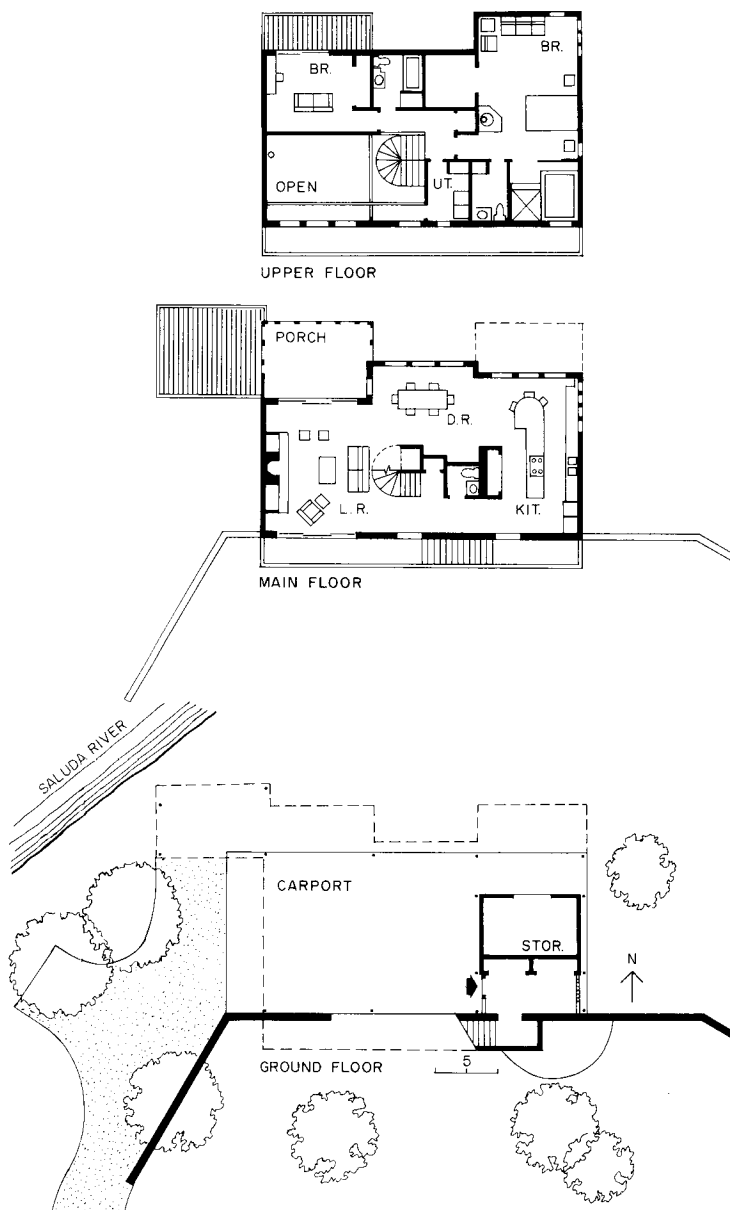 BR.
BR.
OPEN
UT.
UPPER FLOOR
PORCH
D.R.
L.R.
KIT.
MAIN FLOOR
SALUDA RIVER
CARPORT
STOR.
N
GROUND FLOOR
5